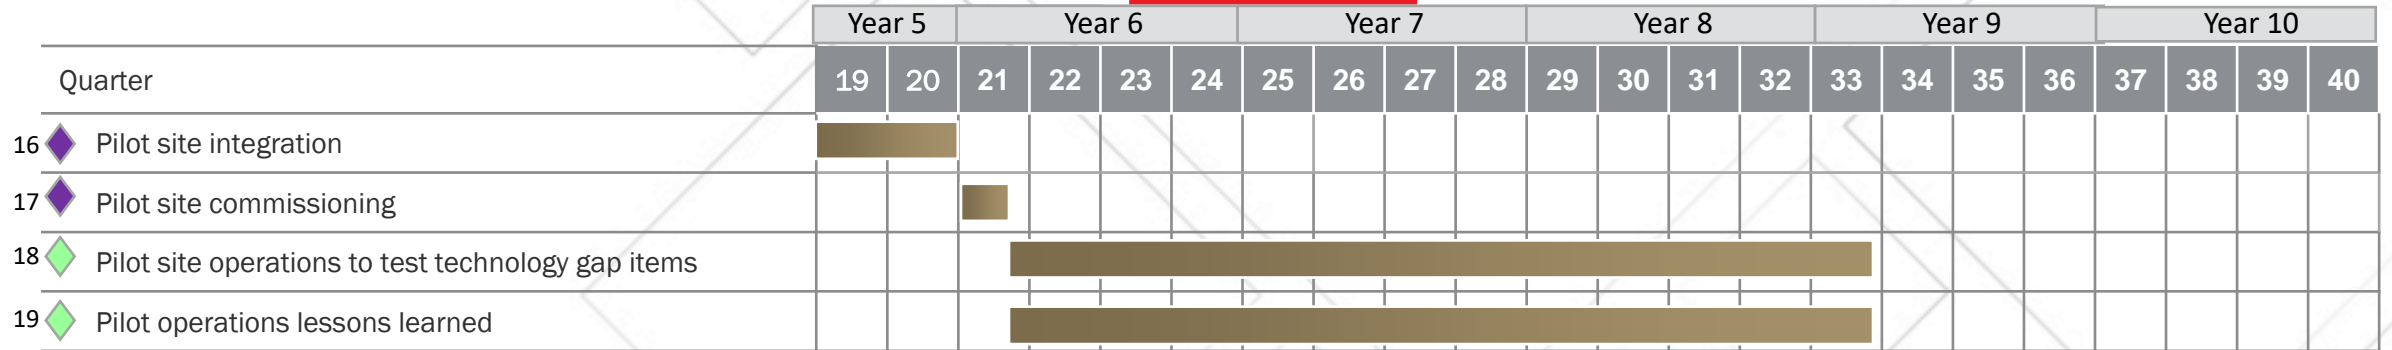 Year 5 Year 6 Year 7 Year 8 Year 9 Year 10
Quarter 19 20 21 22 23 24 25 26 27 28 29 30 31 32 33 34 35 36 37 38 39 40
16 Pilot site integration
17 Pilot site commissioning
18 Pilot site operations to test technology gap items
19 Pilot operations lessons learned